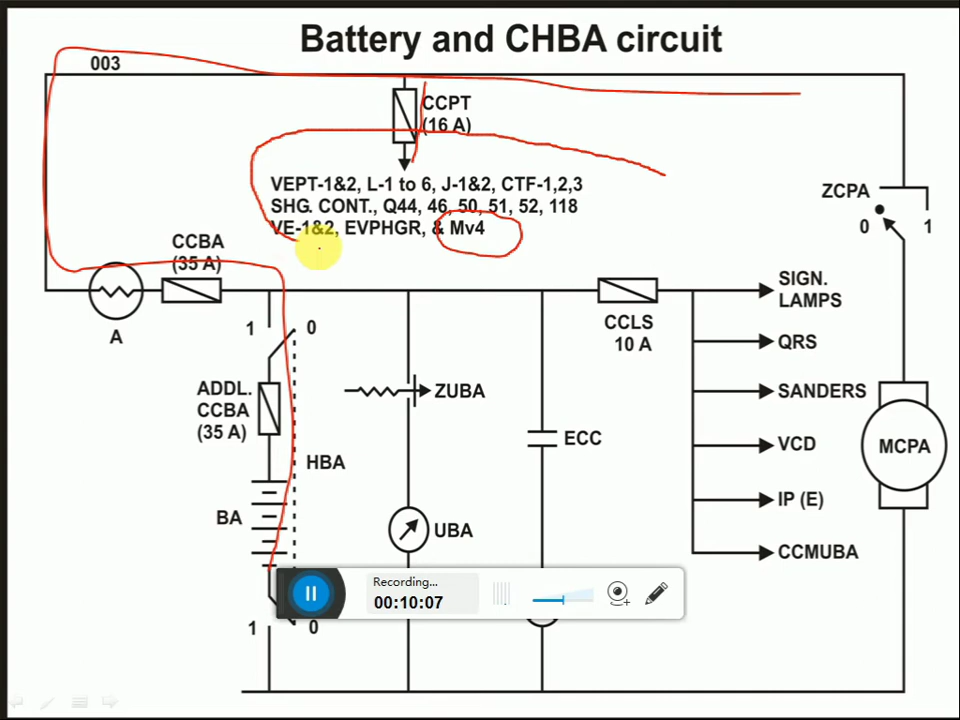 Battery and CHBA circuit
003
CCPT
(16 A)
VEPT-1&2, L-1 to 6, J-1&2, CTF-1,2,3
SHG. CONT., Q44, 46, 50, 51, 52, 118
VE-1&2, EVPHGR, & Mv4
ZCPA
0
1
CCBA
(35 A)
A
1
0
CCLS
10 A
SIGN.
LAMPS
QRS
SANDERS
VCD
IP (E)
CCMUBA
ADDL.
CCBA
(35 A)
ZUBA
HBA
ECC
MCPA
BA
UBA
Recording...
00:10:07
1
0